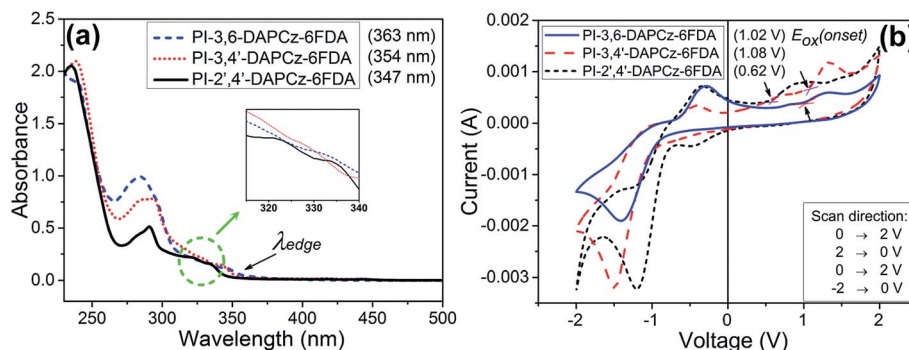 (a)
PI-3,6-DAPCz-6FDA (363 nm)
PI-3,4'-DAPCz-6FDA (354 nm)
PI-2',4'-DAPCz-6FDA (347 nm)
Absorbance
2.5
2.0
1.5
1.0
0.5
0.0
320 330 340
λedge
250 300 350 400 450 500
Wavelength (nm)
(b)
PI-3,6-DAPCz-6FDA (1.02 V) Eox(onset)
PI-3,4'-DAPCz-6FDA (1.08 V)
PI-2',4'-DAPCz-6FDA (0.62 V)
Current (A)
0.002
0.001
0.000
-0.001
-0.002
-0.003
Scan direction:
0 → 2 V
2 → 0 V
0 → 2 V
-2 → 0 V
-2 -1 0 1 2
Voltage (V)